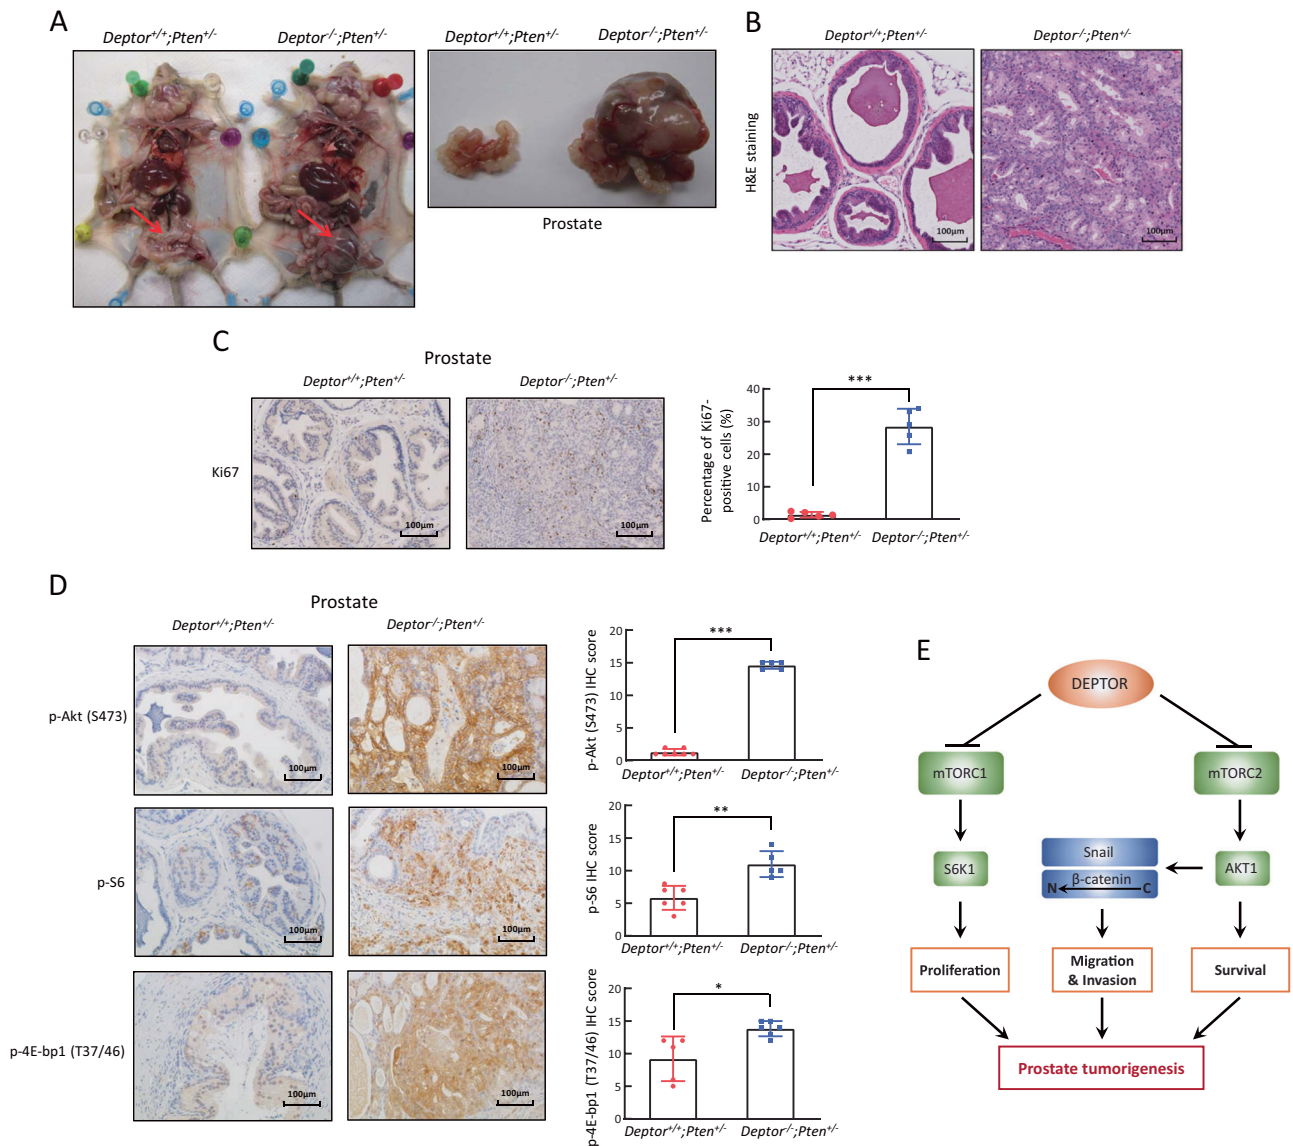 A
Deptor+/+;Pten+/-
Deptor-/-;Pten+/-
Deptor+/+;Pten+/-
Deptor-/-;Pten+/-
Prostate
B
Deptor+/+;Pten+/-
Deptor-/-;Pten+/-
H&E staining
100µm
100µm
C
Prostate
Deptor+/+;Pten+/-
Deptor-/-;Pten+/-
Ki67
100µm
100µm
Percentage of Ki67-
positive cells (%)
40
30
20
10
0
***
Deptor+/+;Pten+/-
Deptor-/-;Pten+/-
D
Prostate
Deptor+/+;Pten+/-
Deptor-/-;Pten+/-
p-Akt (S473)
100µm
100µm
p-Akt (S473) IHC score
20
15
10
5
0
***
Deptor+/+;Pten+/-
Deptor-/-;Pten+/-
p-S6
100µm
100µm
p-S6 IHC score
20
15
10
5
0
**
Deptor+/+;Pten+/-
Deptor-/-;Pten+/-
p-4E-bp1 (T37/46)
100µm
100µm
p-4E-bp1 (T37/46) IHC score
20
15
10
5
0
*
Deptor+/+;Pten+/-
Deptor-/-;Pten+/-
E
DEPTOR
mTORC1
mTORC2
S6K1
Snail
β-catenin
N
C
AKT1
Proliferation
Migration
& Invasion
Survival
Prostate tumorigenesis